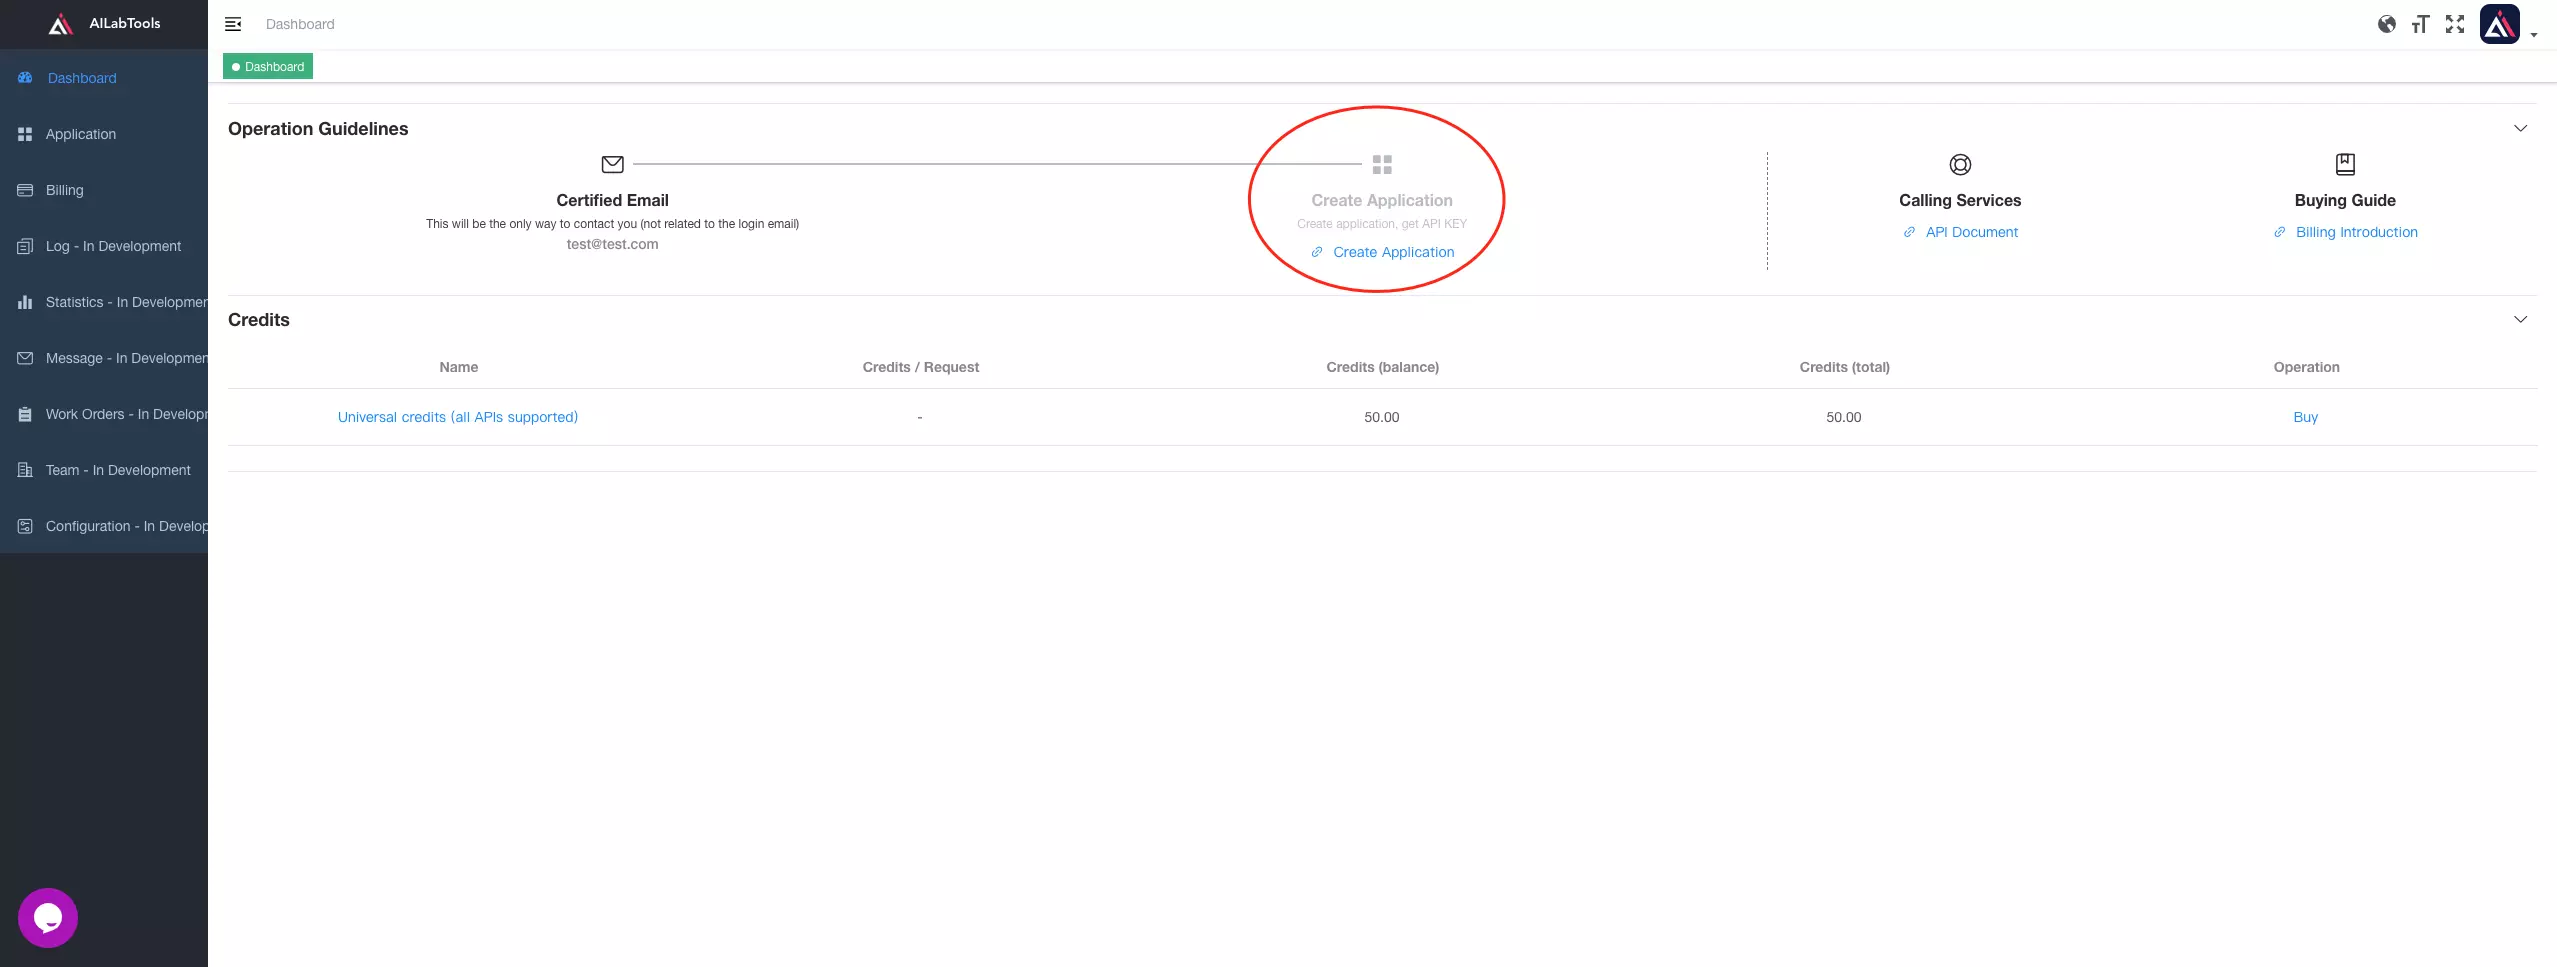 AILabTools
Dashboard
Dashboard
Dashboard
Application
Billing
Log - In Development
Statistics - In Developmen
Message - In Developmen
Work Orders - In Develop
Team - In Development
Configuration - In Develop
Operation Guidelines
Certified Email
This will be the only way to contact you (not related to the login email)
test@test.com
Create Application
Create application, get API KEY
Create Application
Calling Services
API Document
Buying Guide
Billing Introduction
Credits
Name Credits / Request Credits (balance) Credits (total) Operation
Universal credits (all APIs supported) - 50.00 50.00 Buy